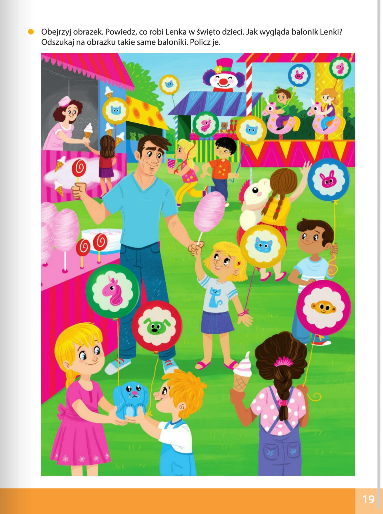 Obejrzyj obrazek. Powiedz, co robi Lenka w święto dzieci. Jak wygląda balonik Lenki?
Odszukaj na obrazku takie same baloniki. Policz je.
19